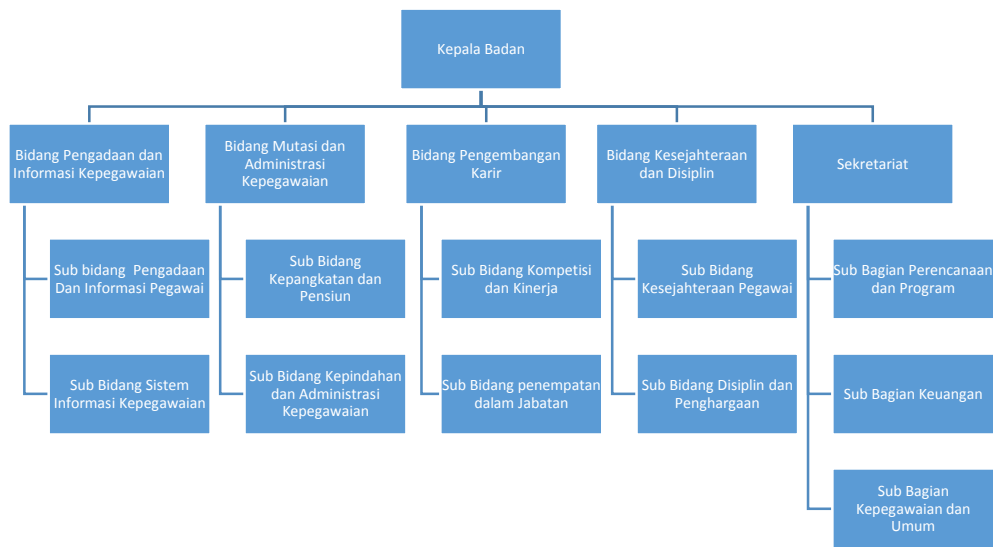 Kepala Badan
Bidang Pengadaan dan
Informasi Kepegawaian
Bidang Mutasi dan
Administrasi
Kepegawaian
Bidang Pengembangan
Karir
Bidang Kesejahteraan
dan Disiplin
Sekretariat
Sub bidang  Pengadaan
Dan Informasi Pegawai
Sub Bidang
Kepangkatan dan
Pensiun
Sub Bidang Kompetisi
dan Kinerja
Sub Bidang
Kesejahteraan Pegawai
Sub Bagian Perencanaan
dan Program
Sub Bidang Sistem
Informasi Kepegawaian
Sub Bidang Kepindahan
dan Administrasi
Kepegawaian
Sub Bidang penempatan
dalam Jabatan
Sub Bidang Disiplin dan
Penghargaan
Sub Bagian Keuangan
Sub Bagian
Kepegawaian dan
Umum